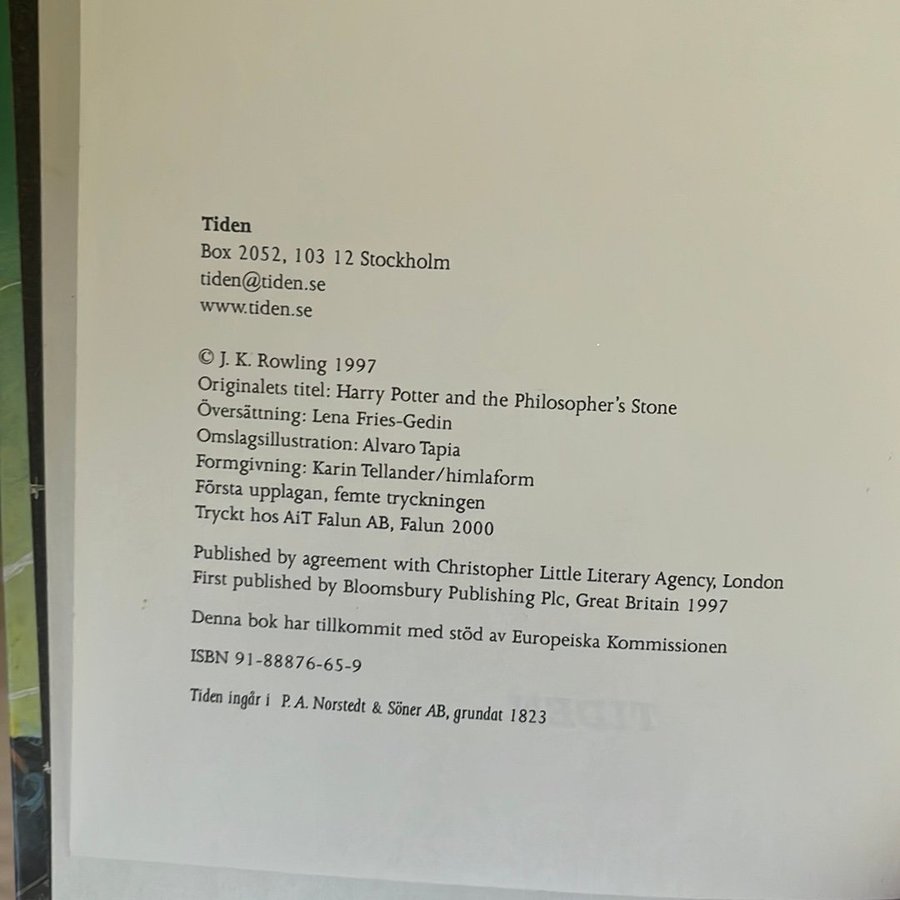 Tiden
Box 2052, 103 12 Stockholm
tiden@tiden.se
www.tiden.se
© J. K. Rowling 1997
Originalets titel: Harry Potter and the Philosopher's Stone
Översättning: Lena Fries-Gedin
Omslagsillustration: Alvaro Tapia
Formgivning: Karin Tellander/himlaform
Första upplagan, femte tryckningen
Tryckt hos AiT Falun AB, Falun 2000
Published by agreement with Christopher Little Literary Agency, London
First published by Bloomsbury Publishing Plc, Great Britain 1997
Denna bok har tillkommit med stöd av Europeiska Kommissionen
ISBN 91-88876-65-9
Tiden ingår i P. A. Norstedt & Söner AB, grundat 1823